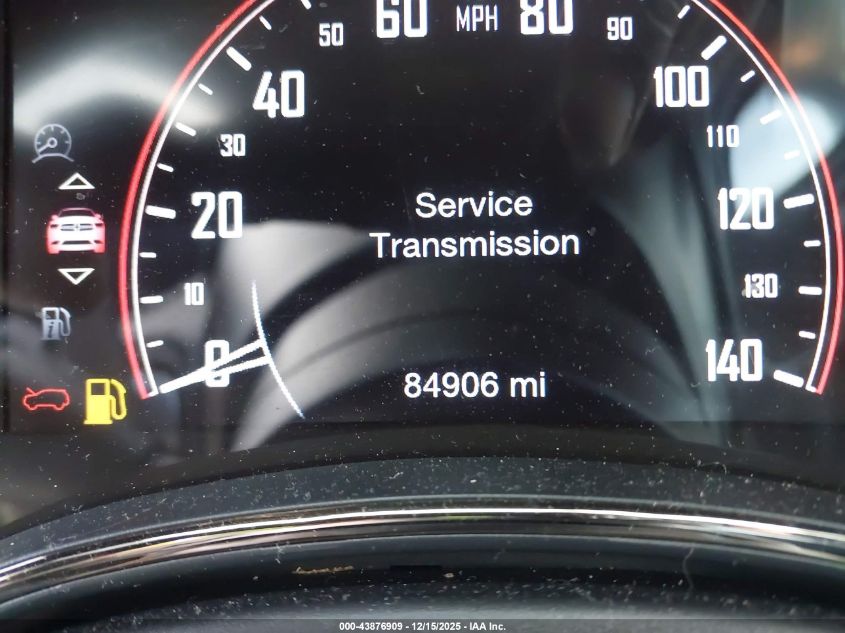 60 MPH 80
50 90
40 100
30 110
Service
20 120
Transmission
10 130
0 140
84906 mi
000-43876909 - 12/15/2025 - IAA Inc.